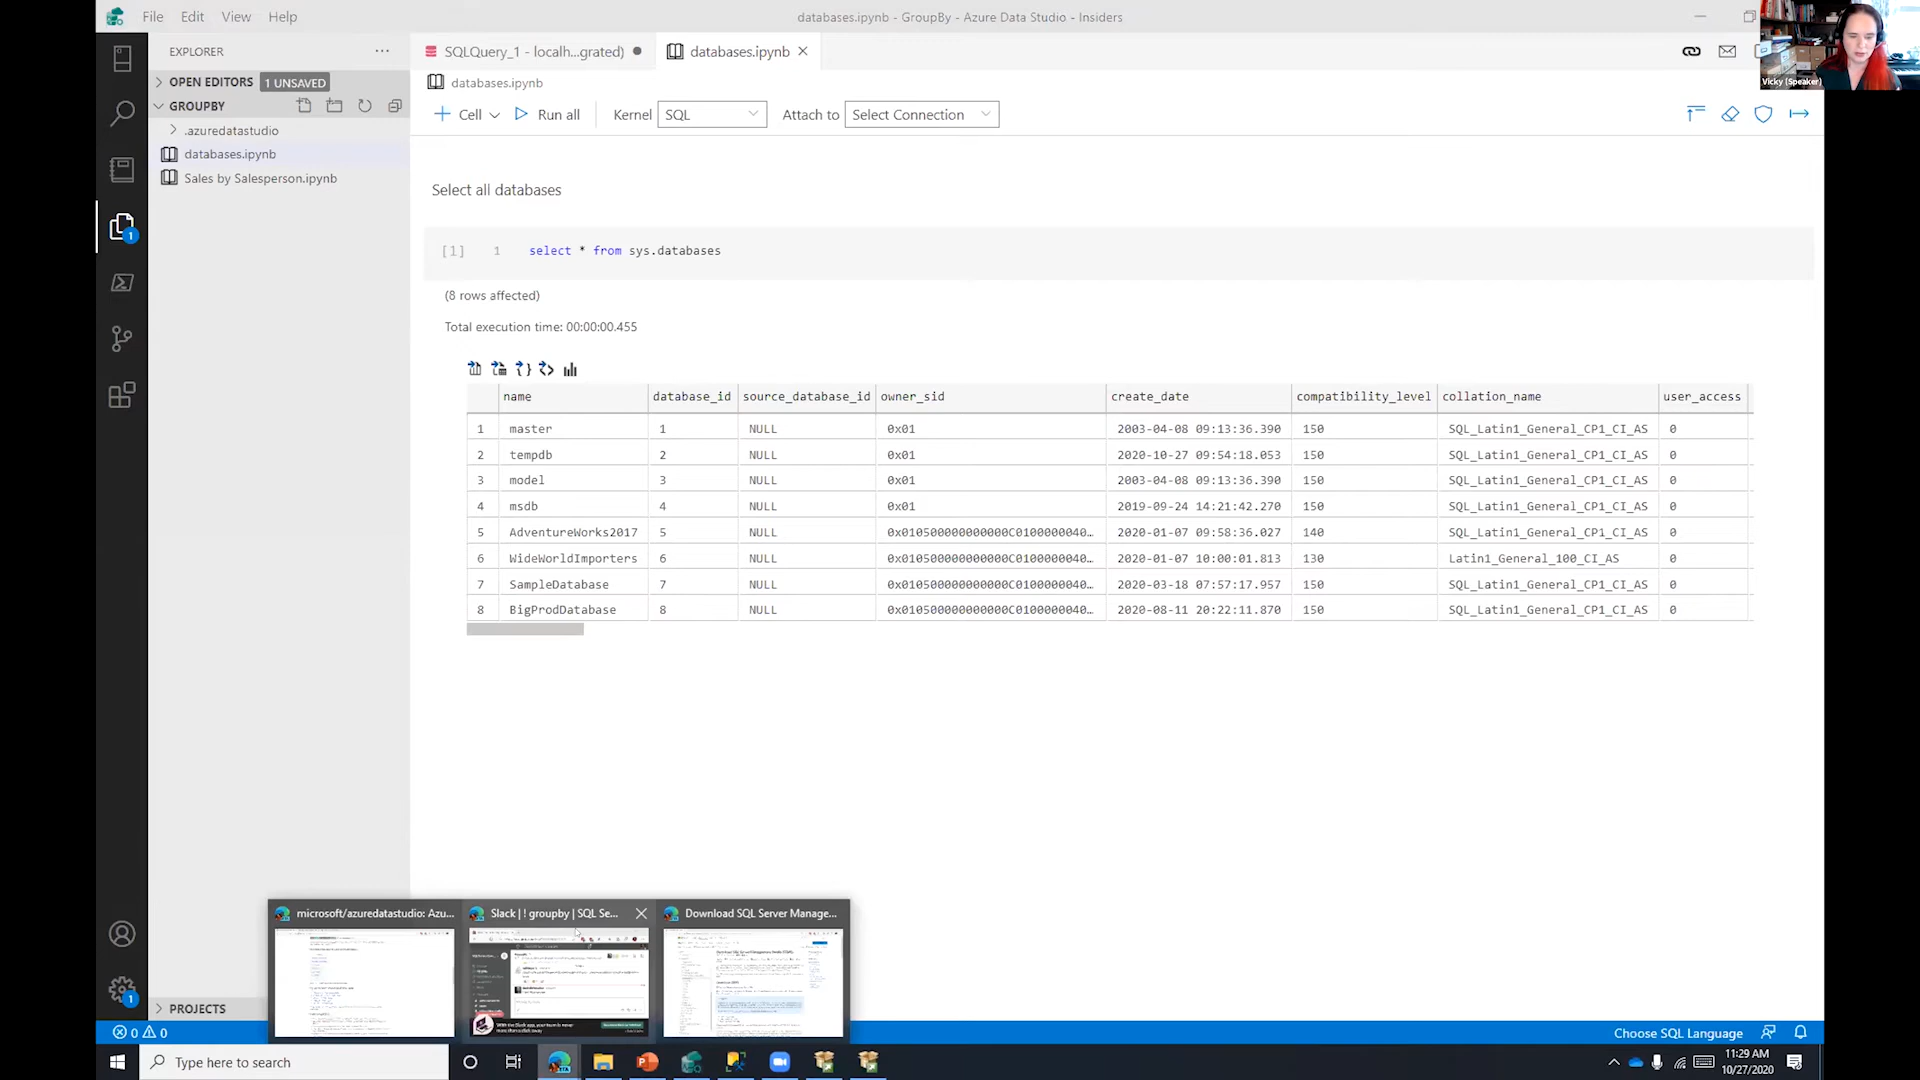 File Edit View Help
databases.ipynb - GroupBy - Azure Data Studio - Insiders
EXPLORER
SQLQuery_1 - localh...grated)
databases.ipynb
OPEN EDITORS 1 UNSAVED
GROUPBY
.azuredatastudio
databases.ipynb
Sales by Salesperson.ipynb
PROJECTS
databases.ipynb
Cell Run all Kernel SQL Attach to Select Connection
Select all databases
[1] 1 select * from sys.databases
(8 rows affected)
Total execution time: 00:00:00.455
name database_id source_database_id owner_sid create_date compatibility_level collation_name user_access
1 master 1 NULL 0x01 2003-04-08 09:13:36.390 150 SQL_Latin1_General_CP1_CI_AS 0
2 tempdb 2 NULL 0x01 2020-10-27 09:54:18.053 150 SQL_Latin1_General_CP1_CI_AS 0
3 model 3 NULL 0x01 2003-04-08 09:13:36.390 150 SQL_Latin1_General_CP1_CI_AS 0
4 msdb 4 NULL 0x01 2019-09-24 14:21:42.270 150 SQL_Latin1_General_CP1_CI_AS 0
5 AdventureWorks2017 5 NULL 0x010500000000000C0100000040... 2020-01-07 09:58:36.027 140 SQL_Latin1_General_CP1_CI_AS 0
6 WideWorldImporters 6 NULL 0x010500000000000C0100000040... 2020-01-07 10:00:01.813 130 Latin1_General_100_CI_AS 0
7 SampleDatabase 7 NULL 0x010500000000000C0100000040... 2020-03-18 07:57:17.957 150 SQL_Latin1_General_CP1_CI_AS 0
8 BigProdDatabase 8 NULL 0x010500000000000C0100000040... 2020-08-11 20:22:11.870 150 SQL_Latin1_General_CP1_CI_AS 0
Vicky (Speaker)
microsoft/azuredatastudio: Azu...
Slack | ! groupby | SQL Se...
Download SQL Server Manage...
1
1
0 0
Choose SQL Language
Type here to search
11:29 AM
10/27/2020